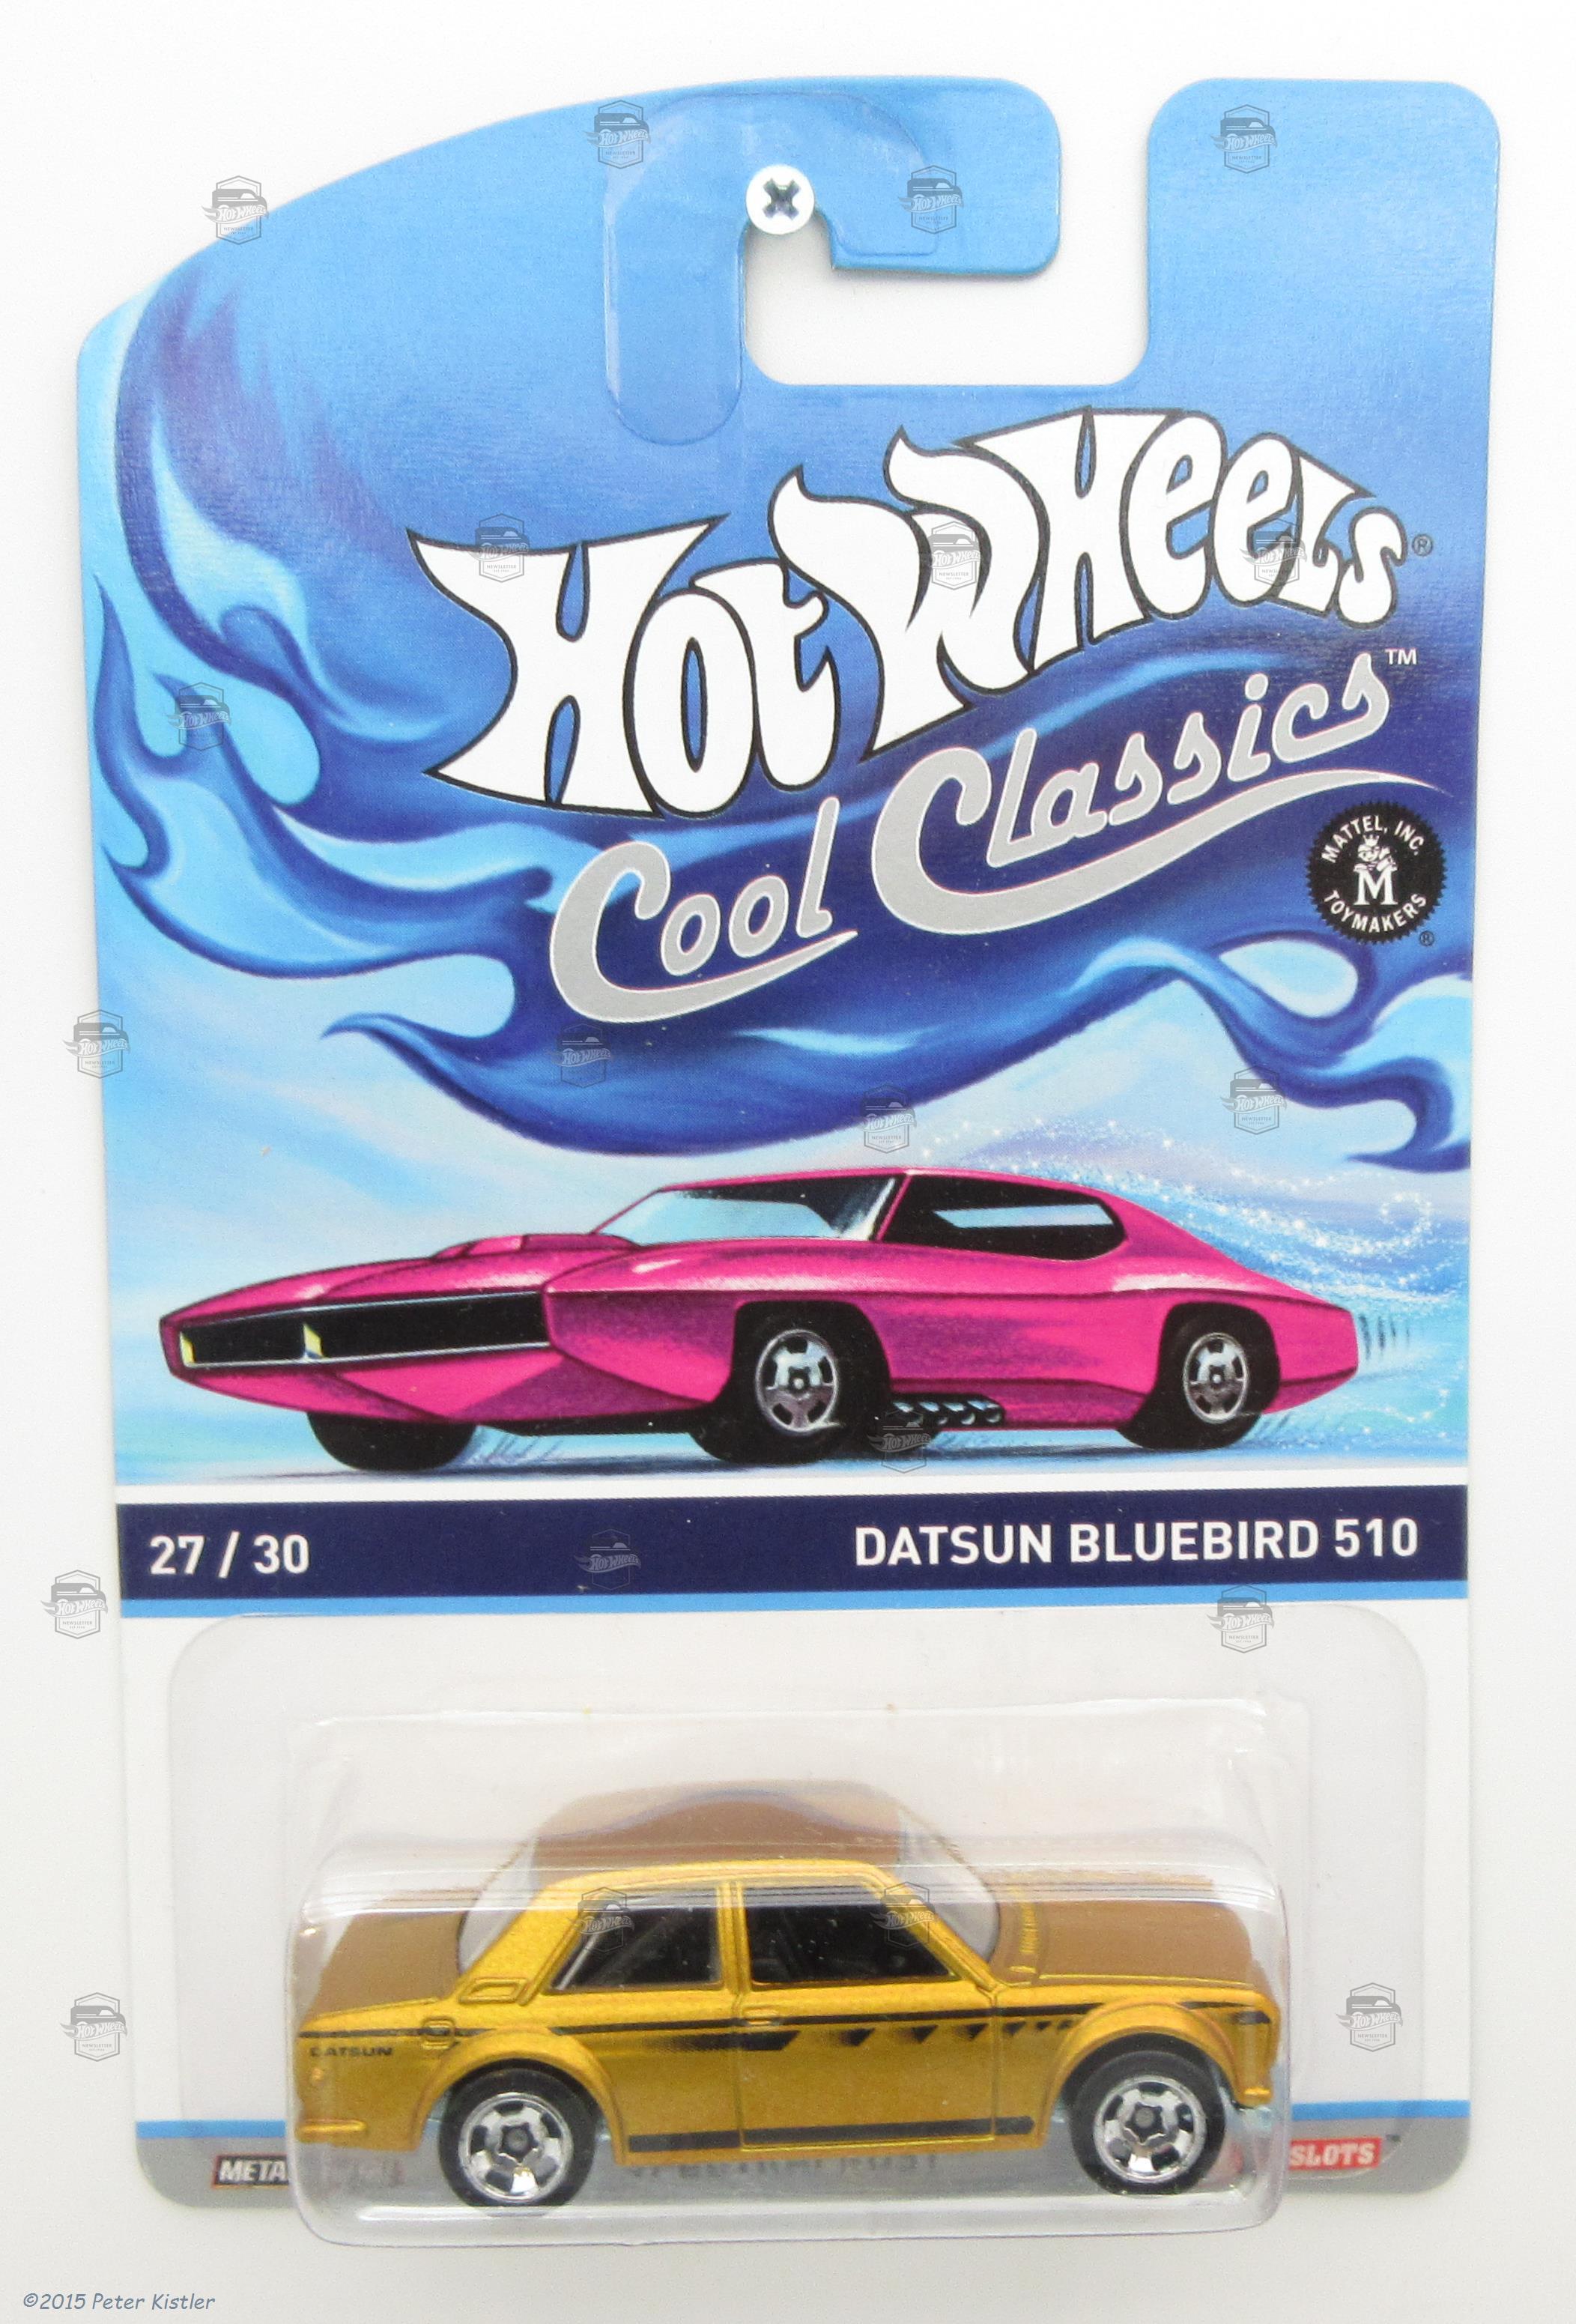 Hot Wheels®
Cool Classics™
MATTEL, INC.
M
TOYMAKERS
®
27 / 30
DATSUN BLUEBIRD 510
DATSUN
SLOTS
©2015 Peter Kistler